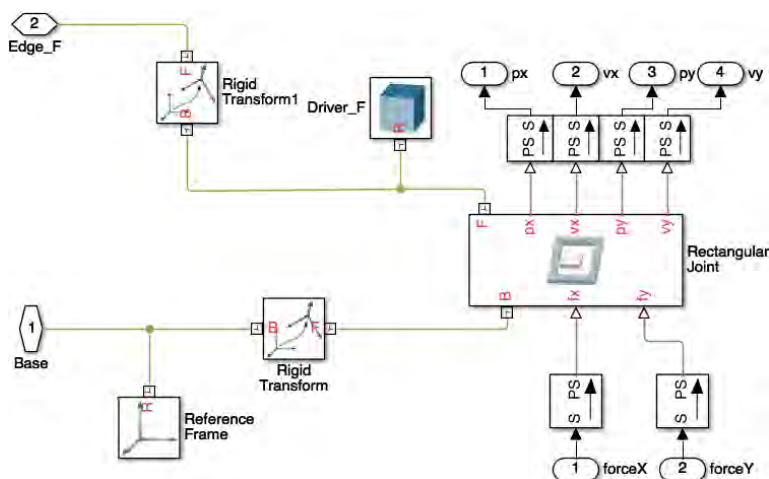 2
Edge_F
F
B
Rigid
Transform1
Driver_F
R
1 px
2 vx
3 py
4 vy
PS S
PS S
PS S
PS S
F
px
vx
py
vy
Rectangular
Joint
B
fx
fy
1
Base
B
F
Rigid
Transform
R
Reference
Frame
S PS
S PS
1 forceX
2 forceY